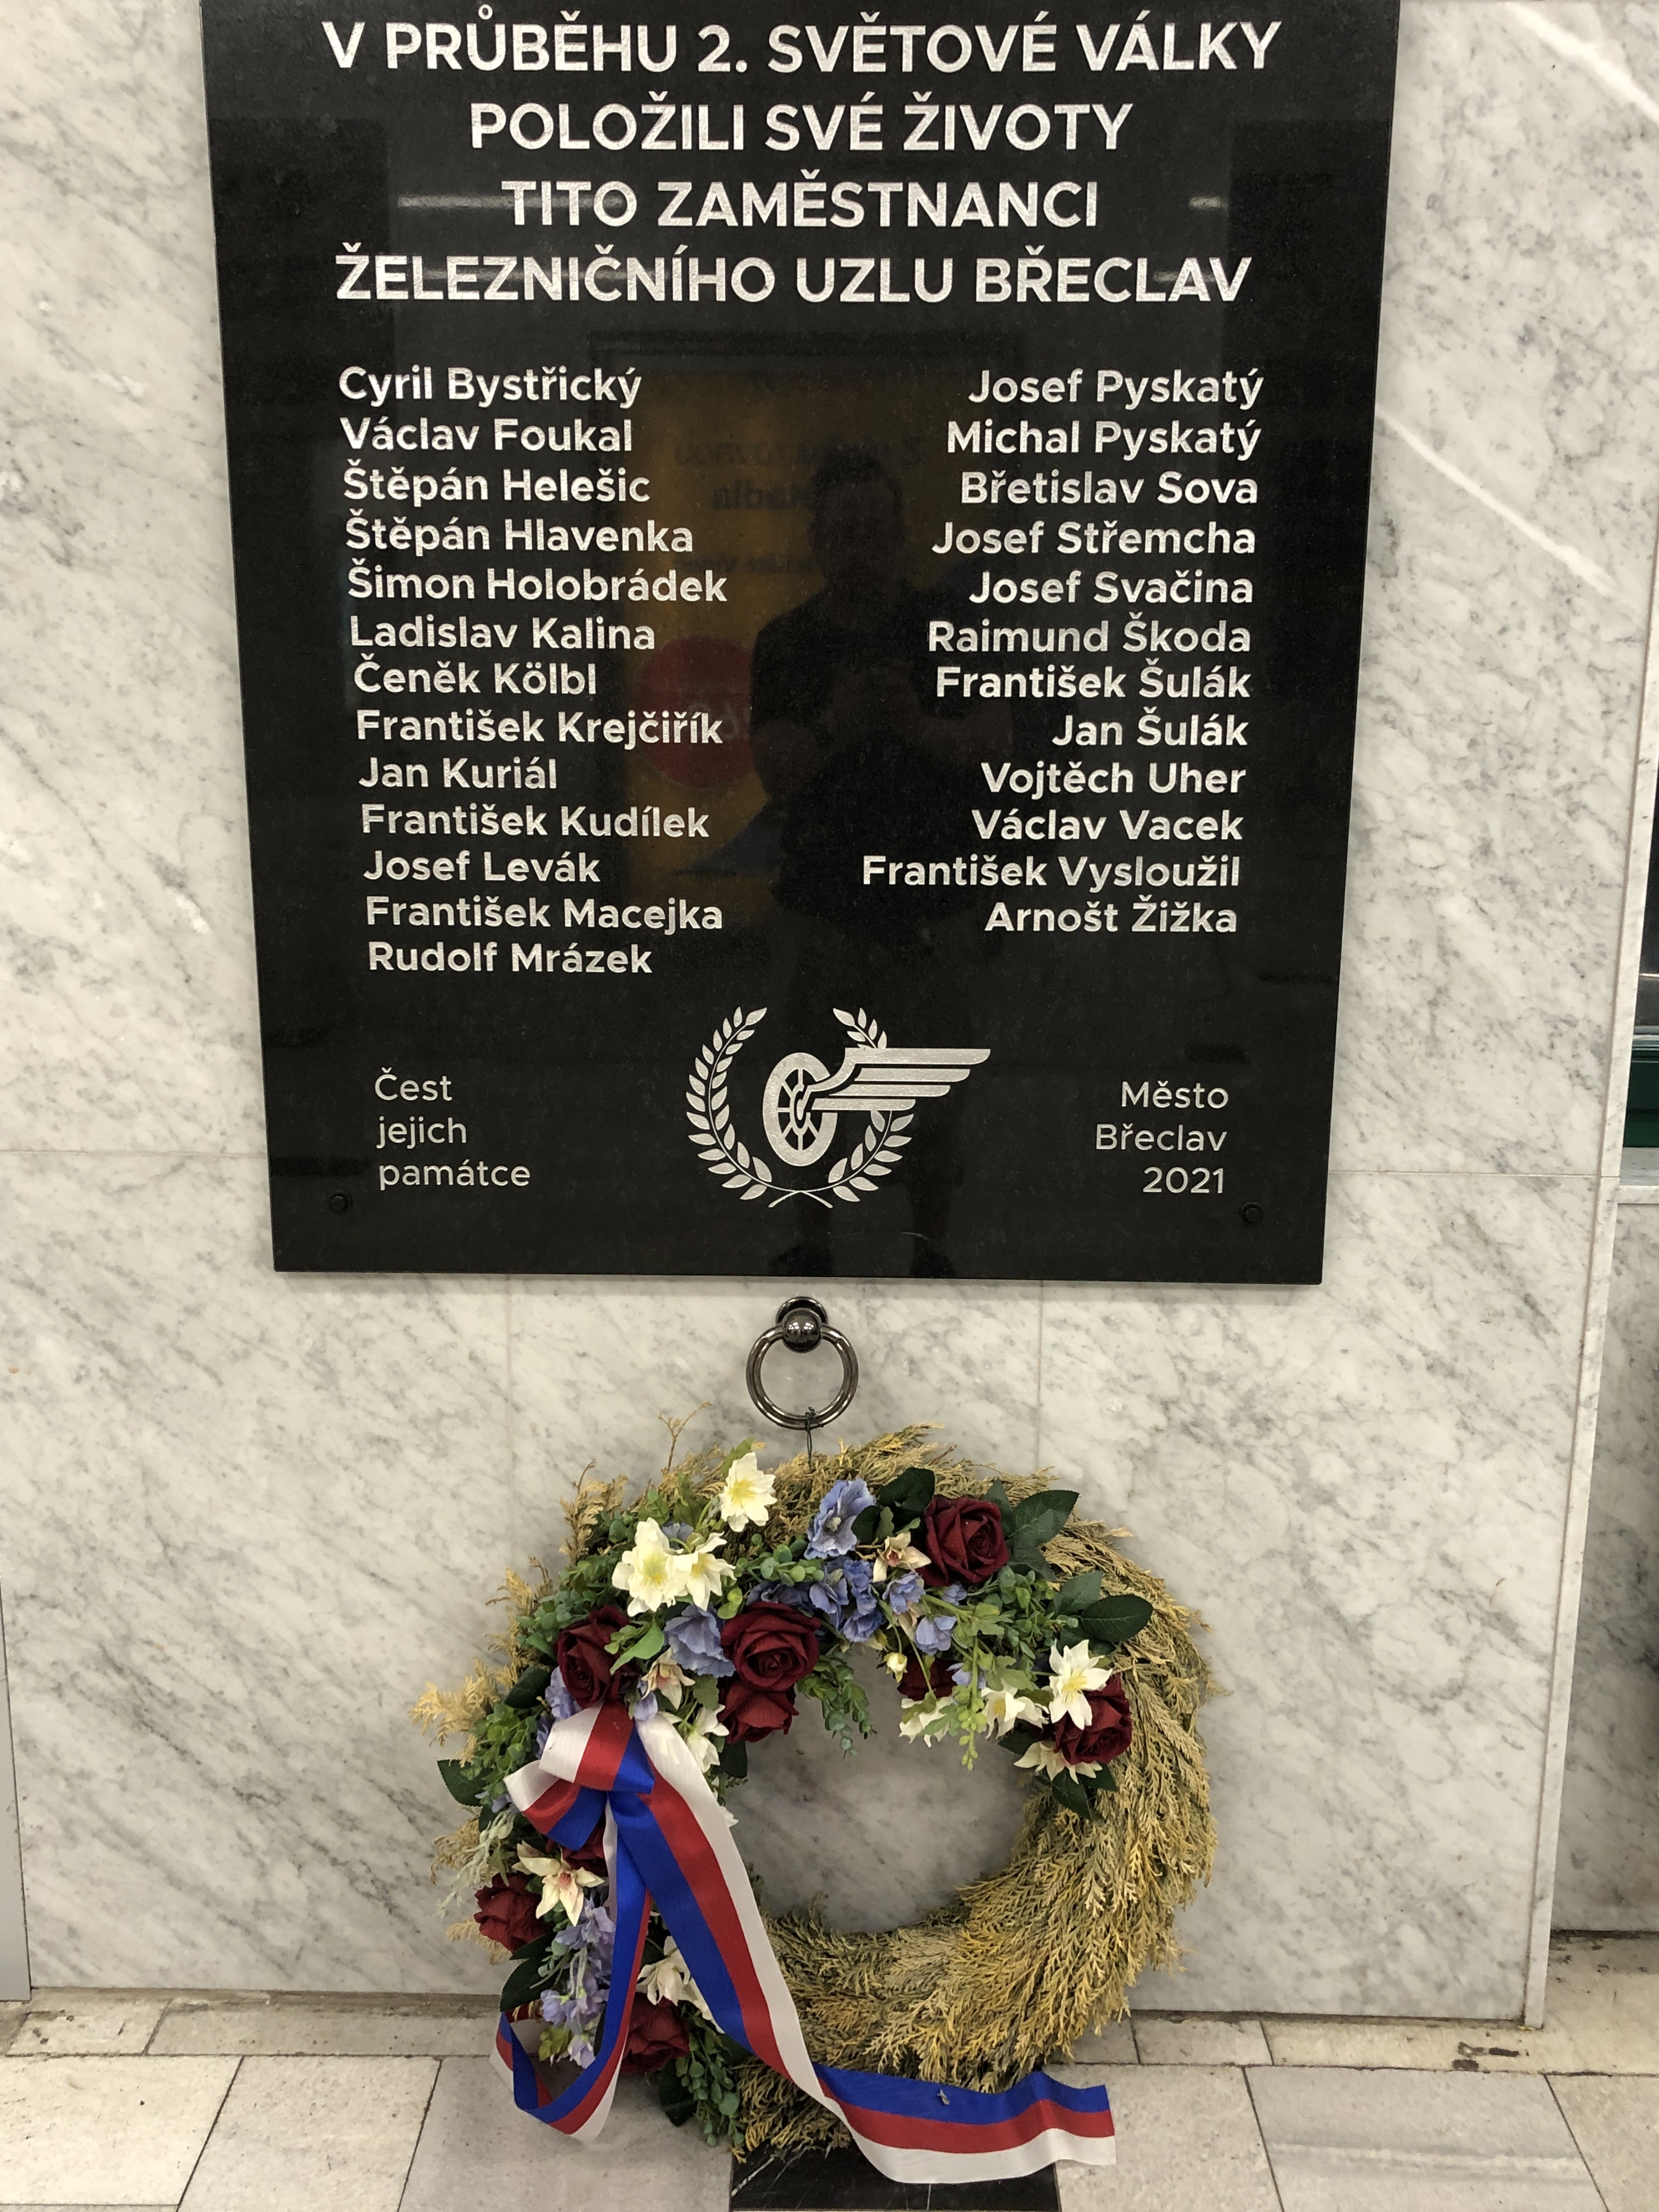 V PRŮBĚHU 2. SVĚTOVÉ VÁLKY
POLOŽILI SVÉ ŽIVOTY
TITO ZAMĚSTNANCI
ŽELEZNIČNÍHO UZLU BŘECLAV
Cyril Bystřický
Václav Foukal
Štěpán Helešic
Štěpán Hlavenka
Šimon Holobrádek
Ladislav Kalina
Čeněk Kölbl
František Krejčiřík
Jan Kuriál
František Kudílek
Josef Levák
František Macejka
Rudolf Mrázek
Josef Pyskatý
Michal Pyskatý
Břetislav Sova
Josef Střemcha
Josef Svačina
Raimund Škoda
František Šulák
Jan Šulák
Vojtěch Uher
Václav Vacek
František Vysloužil
Arnošt Žižka
Čest
jejich
památce
Město
Břeclav
2021